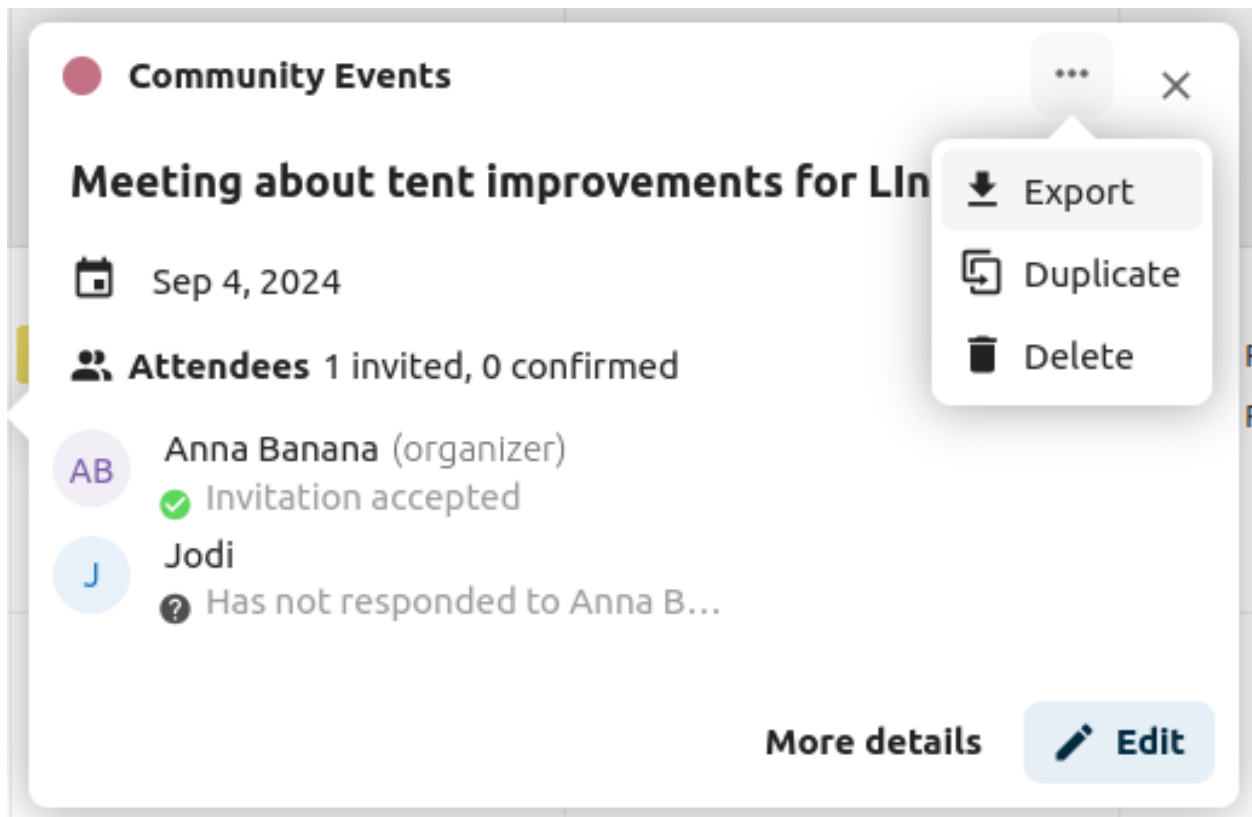 Community Events
Meeting about tent improvements for LIn
Export
Sep 4, 2024
Duplicate
Attendees 1 invited, 0 confirmed
Delete
AB
Anna Banana (organizer)
Invitation accepted
J
Jodi
Has not responded to Anna B...
More details
Edit